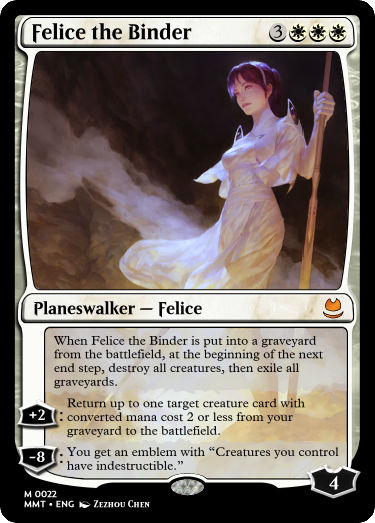 Felice the Binder 3
Planeswalker — Felice
When Felice the Binder is put into a graveyard
from the battlefield, at the beginning of the next
end step, destroy all creatures, then exile all
graveyards.
+2: Return up to one target creature card with
converted mana cost 2 or less from your
graveyard to the battlefield.
-8: You get an emblem with “Creatures you control
have indestructible.”
4
M 0022
MMT • ENG Zezhou Chen